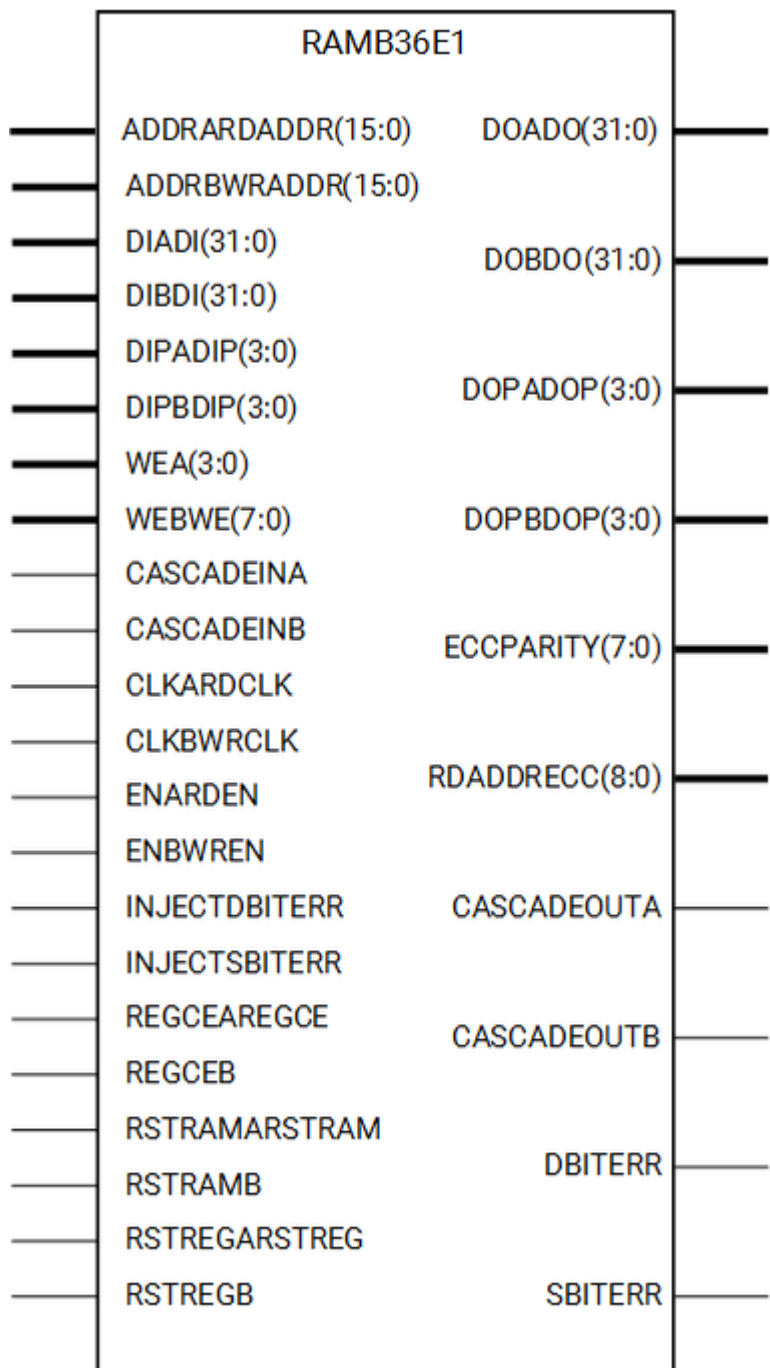 RAMB36E1
ADDRARDADDR(15:0)
ADDRBWRADDR(15:0)
DIADI(31:0)
DIBDI(31:0)
DIPADIP(3:0)
DIPBDIP(3:0)
WEA(3:0)
WEBWE(7:0)
CASCADEINA
CASCADEINB
CLKARDCLK
CLKBWRCLK
ENARDEN
ENBWREN
INJECTDBITERR
INJECTSBITERR
REGCEAREGCE
REGCEB
RSTRAMARSTRAM
RSTRAMB
RSTREGARSTREG
RSTREGB
DOADO(31:0)
DOBDO(31:0)
DOPADOP(3:0)
DOPBDOP(3:0)
ECCPARITY(7:0)
RDADDRECC(8:0)
CASCADEOUTA
CASCADEOUTB
DBITERR
SBITERR